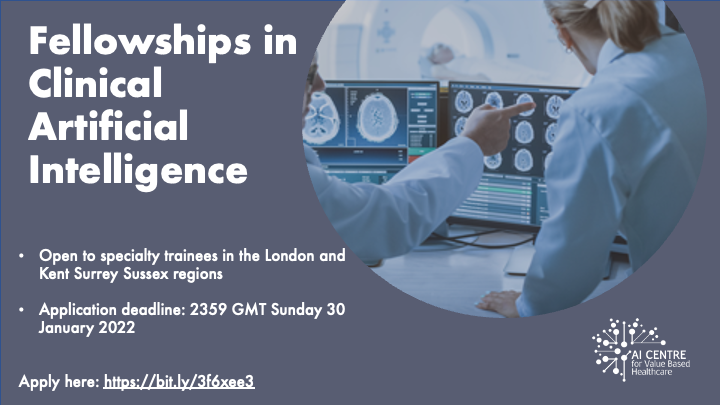 Fellowships in
Clinical
Artificial
Intelligence
• Open to specialty trainees in the London and
Kent Surrey Sussex regions
• Application deadline: 2359 GMT Sunday 30
January 2022
Apply here: https://bit.ly/3f6xee3
AI CENTRE
for Value Based
Healthcare